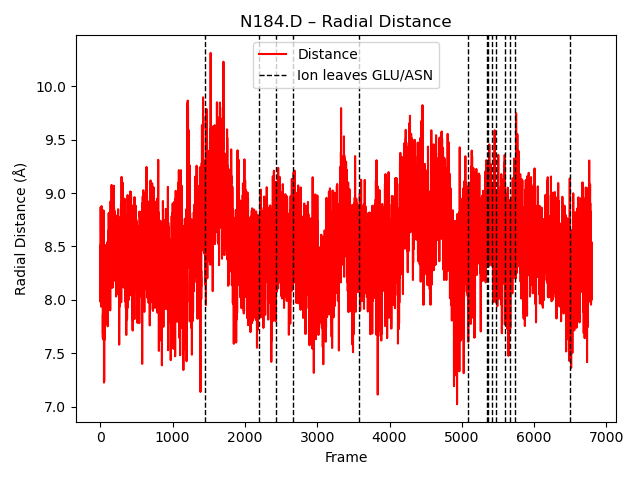 N184.D – Radial Distance
Distance
Ion leaves GLU/ASN
Radial Distance (Å)
10.0
9.5
9.0
8.5
8.0
7.5
7.0
0 1000 2000 3000 4000 5000 6000 7000
Frame